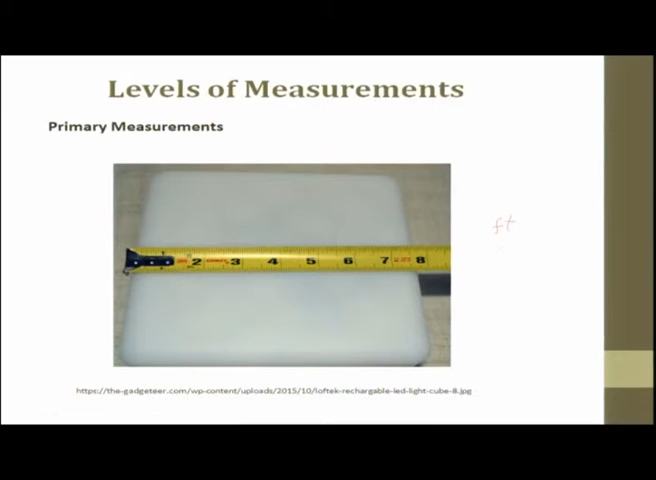 Levels of Measurements
Primary Measurements
ft
2 3 4 5 6 7 8
https://the-gadgeteer.com/wp-content/uploads/2015/10/loftek-rechargable-led-light-cube-8.jpg